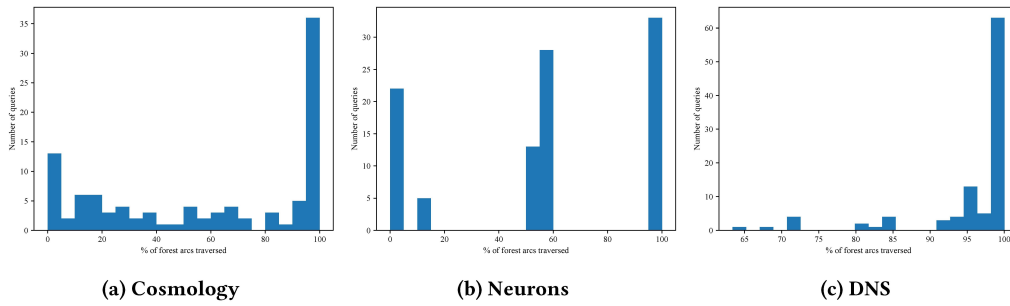 35
30
25
20
15
10
5
0
Number of queries
0 20 40 60 80 100
% of forest arcs traversed
(a) Cosmology
30
25
20
15
10
5
0
Number of queries
0 20 40 60 80 100
% of forest arcs traversed
(b) Neurons
60
50
40
30
20
10
0
Number of queries
65 70 75 80 85 90 95 100
% of forest arcs traversed
(c) DNS